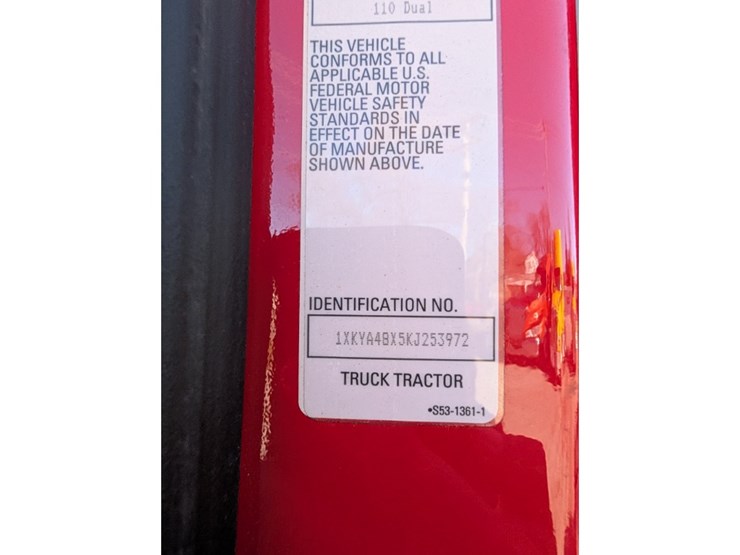 110 Dual
THIS VEHICLE
CONFORMS TO ALL
APPLICABLE U.S.
FEDERAL MOTOR
VEHICLE SAFETY
STANDARDS IN
EFFECT ON THE DATE
OF MANUFACTURE
SHOWN ABOVE.
IDENTIFICATION NO.
1XKYA48X5KJ253972
TRUCK TRACTOR
•S53-1361-1